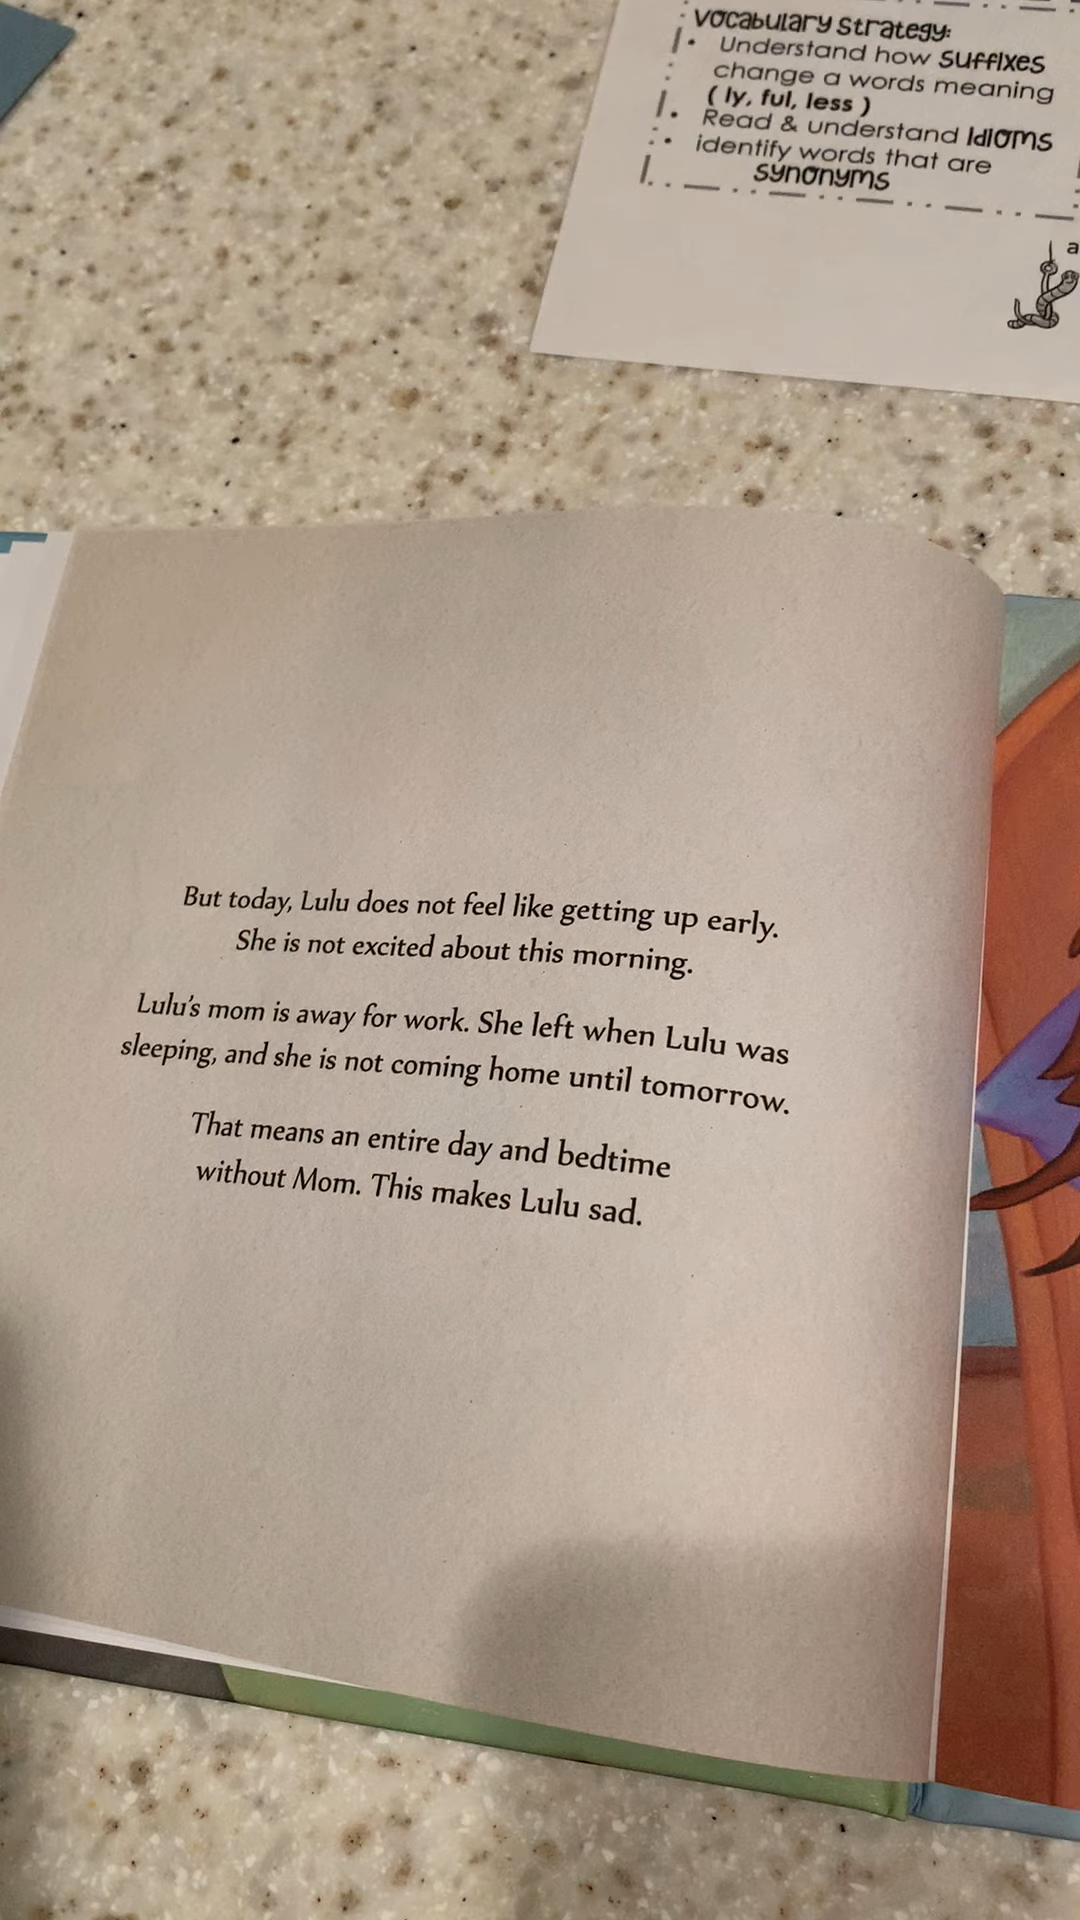 vocabulary strategy:
• Understand how suffixes
change a words meaning
( ly, ful, less )
• Read & understand Idioms
• identify words that are
synonyms
a
But today, Lulu does not feel like getting up early.
She is not excited about this morning.
Lulu's mom is away for work. She left when Lulu was
sleeping, and she is not coming home until tomorrow.
That means an entire day and bedtime
without Mom. This makes Lulu sad.